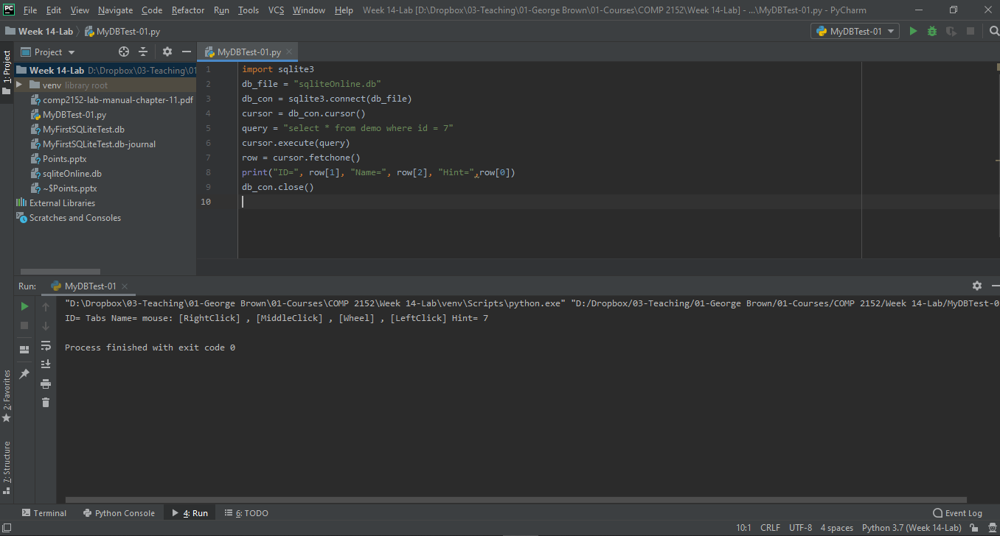 PC File Edit View Navigate Code Refactor Run Tools VCS Window Help Week 14-Lab [D:\Dropbox\03-Teaching\01-George Brown\01-Courses\COMP 2152\Week 14-Lab] - ...\MyDBTest-01.py - PyCharm
Week 14-Lab MyDBTest-01.py MyDBTest-01
1: Project
Project MyDBTest-01.py
Week 14-Lab D:\Dropbox\03-Teaching\01
venv library root
comp2152-lab-manual-chapter-11.pdf
MyDBTest-01.py
MyFirstSQLiteTest.db
MyFirstSQLiteTest.db-journal
Points.pptx
sqliteOnline.db
~$Points.pptx
External Libraries
Scratches and Consoles
1 import sqlite3
2 db_file = "sqliteOnline.db"
3 db_con = sqlite3.connect(db_file)
4 cursor = db_con.cursor()
5 query = "select * from demo where id = 7"
6 cursor.execute(query)
7 row = cursor.fetchone()
8 print("ID=", row[1], "Name=", row[2], "Hint=",row[0])
9 db_con.close()
10
Run: MyDBTest-01
"D:\Dropbox\03-Teaching\01-George Brown\01-Courses\COMP 2152\Week 14-Lab\venv\Scripts\python.exe" "D:/Dropbox/03-Teaching/01-George Brown/01-Courses/COMP 2152/Week 14-Lab/MyDBTest-0
ID= Tabs Name= mouse: [RightClick] , [MiddleClick] , [Wheel] , [LeftClick] Hint= 7
Process finished with exit code 0
2: Favorites
7: Structure
Terminal Python Console 4: Run 6: TODO Event Log
10:1 CRLF UTF-8 4 spaces Python 3.7 (Week 14-Lab)